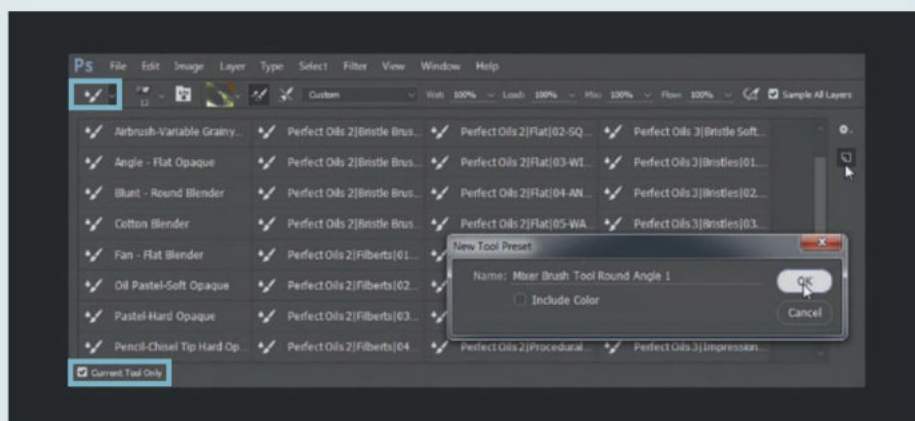 Ps File Edit Image Layer Type Select Filter View Window Help
12 Custom Wet: 100% Load: 100% Mix: 100% Flow: 100% Sample All Layers
Airbrush-Variable Grainy... Perfect Oils 2|Bristle Brus... Perfect Oils 2|Flat|02-SQ... Perfect Oils 3|Bristle Soft...
Angle - Flat Opaque Perfect Oils 2|Bristle Brus... Perfect Oils 2|Flat|03-WI... Perfect Oils 3|Bristles|01...
Blunt - Round Blender Perfect Oils 2|Bristle Brus... Perfect Oils 2|Flat|04-AN... Perfect Oils 3|Bristles|02...
Cotton Blender Perfect Oils 2|Bristle Brus... Perfect Oils 2|Flat|05-WA... Perfect Oils 3|Bristles|03...
Fan - Flat Blender Perfect Oils 2|Filberts|01...
Oil Pastel-Soft Opaque Perfect Oils 2|Filberts|02...
Pastel-Hard Opaque Perfect Oils 2|Filberts|03...
Pencil-Chisel Tip Hard Op... Perfect Oils 2|Filberts|04... Perfect Oils 2|Procedural... Perfect Oils 3|Impression...
New Tool Preset
Name: Mixer Brush Tool Round Angle 1
OK
Include Color
Cancel
Current Tool Only